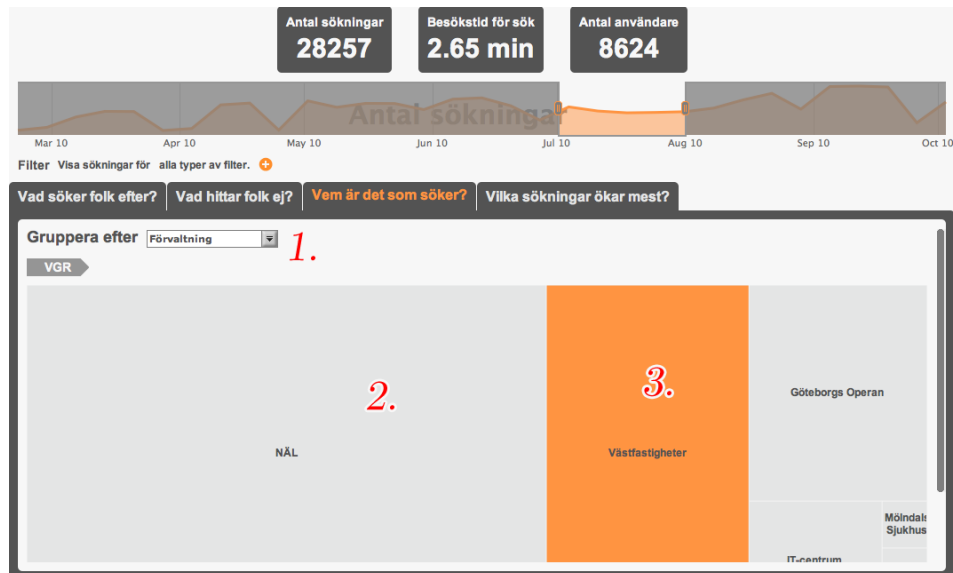 Antal sökningar
28257
Besökstid för sök
2.65 min
Antal användare
8624
Antal sökningar
Mar 10 Apr 10 May 10 Jun 10 Jul 10 Aug 10 Sep 10 Oct 10
Filter Visa sökningar för alla typer av filter.
Vad söker folk efter? Vad hittar folk ej? Vem är det som söker? Vilka sökningar ökar mest?
Gruppera efter Förvaltning 1.
VGR
2. 3.
Göteborgs Operan
NÄL Västfastigheter
Mölndals
Sjukhus
IT-centrum